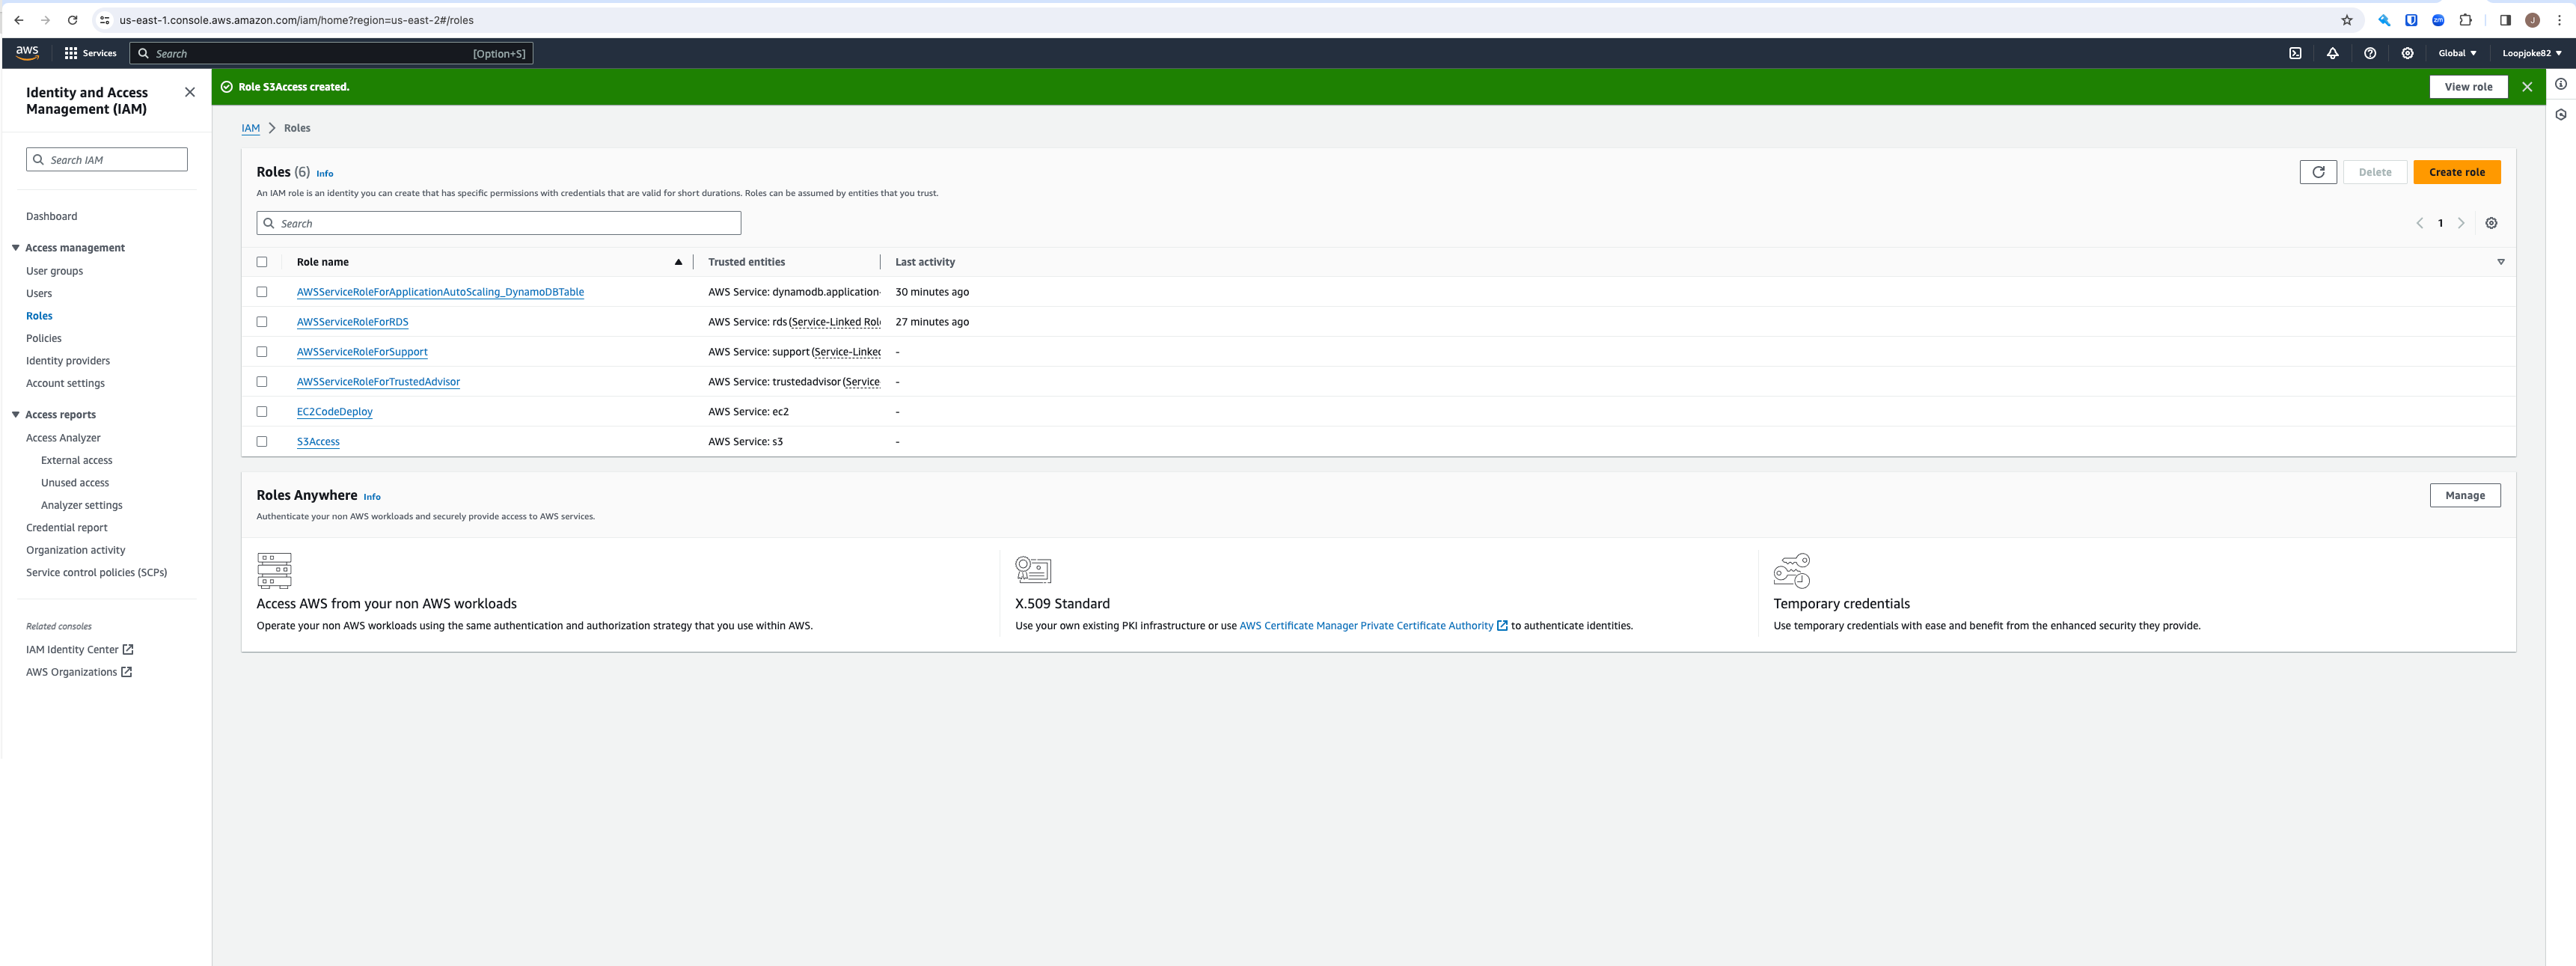 us-east-1.console.aws.amazon.com/iam/home?region=us-east-2#/roles
zm
J
aws
Services
Search
[Option+S]
Global
Loopjoke82
Identity and Access Management (IAM)
Search IAM
Dashboard
Access management
User groups
Users
Roles
Policies
Identity providers
Account settings
Access reports
Access Analyzer
External access
Unused access
Analyzer settings
Credential report
Organization activity
Service control policies (SCPs)
Related consoles
IAM Identity Center
AWS Organizations
Role S3Access created.
View role
IAM > Roles
Roles (6) Info
An IAM role is an identity you can create that has specific permissions with credentials that are valid for short durations. Roles can be assumed by entities that you trust.
Delete
Create role
Search
1
Role name Trusted entities Last activity
AWSServiceRoleForApplicationAutoScaling_DynamoDBTable AWS Service: dynamodb.application- 30 minutes ago
AWSServiceRoleForRDS AWS Service: rds (Service-Linked Rol 27 minutes ago
AWSServiceRoleForSupport AWS Service: support (Service-Linked -
AWSServiceRoleForTrustedAdvisor AWS Service: trustedadvisor (Service -
EC2CodeDeploy AWS Service: ec2 -
S3Access AWS Service: s3 -
Roles Anywhere Info
Authenticate your non AWS workloads and securely provide access to AWS services.
Manage
Access AWS from your non AWS workloads
Operate your non AWS workloads using the same authentication and authorization strategy that you use within AWS.
X.509 Standard
Use your own existing PKI infrastructure or use AWS Certificate Manager Private Certificate Authority to authenticate identities.
Temporary credentials
Use temporary credentials with ease and benefit from the enhanced security they provide.